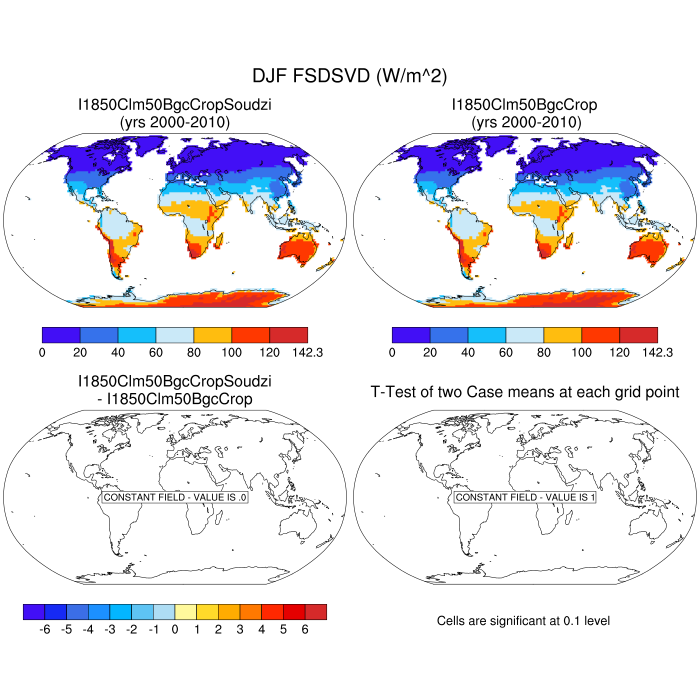 DJF FSDSVD (W/m^2)
I1850Clm50BgcCropSoudzi
(yrs 2000-2010)
I1850Clm50BgcCrop
(yrs 2000-2010)
0 20 40 60 80 100 120 142.3
0 20 40 60 80 100 120 142.3
I1850Clm50BgcCropSoudzi
- I1850Clm50BgcCrop
T-Test of two Case means at each grid point
CONSTANT FIELD - VALUE IS .0
CONSTANT FIELD - VALUE IS 1
-6 -5 -4 -3 -2 -1 0 1 2 3 4 5 6
Cells are significant at 0.1 level